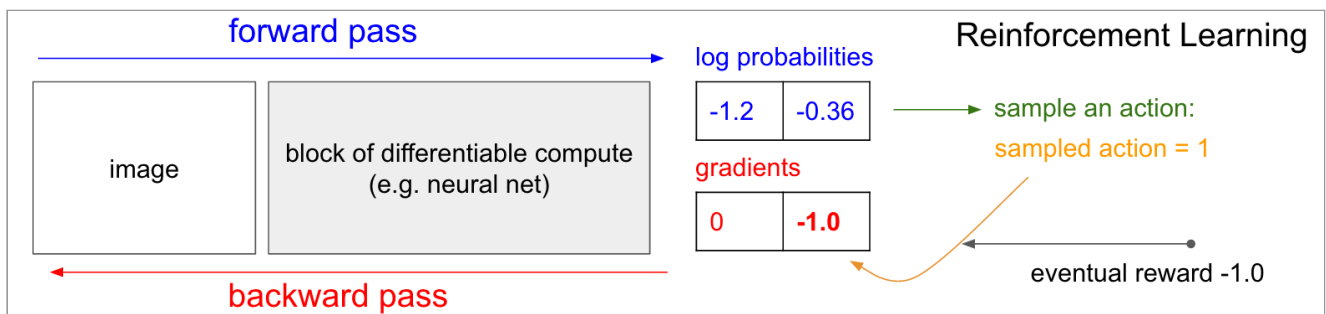 forward pass
Reinforcement Learning
log probabilities
-1.2 -0.36
sample an action:
sampled action = 1
image
block of differentiable compute
(e.g. neural net)
gradients
0 -1.0
eventual reward -1.0
backward pass